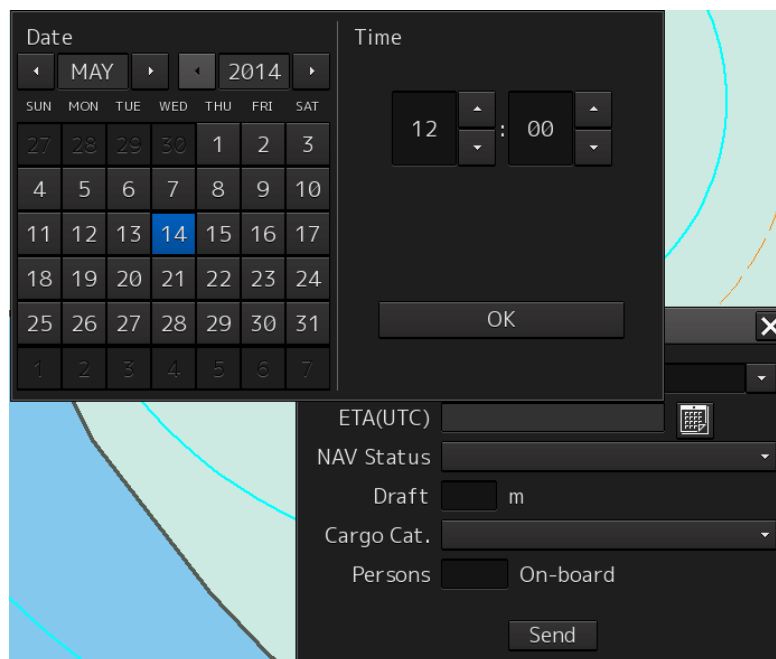 Date
MAY 2014
SUN MON TUE WED THU FRI SAT
27 28 29 30 1 2 3
4 5 6 7 8 9 10
11 12 13 14 15 16 17
18 19 20 21 22 23 24
25 26 27 28 29 30 31
1 2 3 4 5 6 7
Time
12 : 00
OK
ETA(UTC)
NAV Status
Draft m
Cargo Cat.
Persons On-board
Send